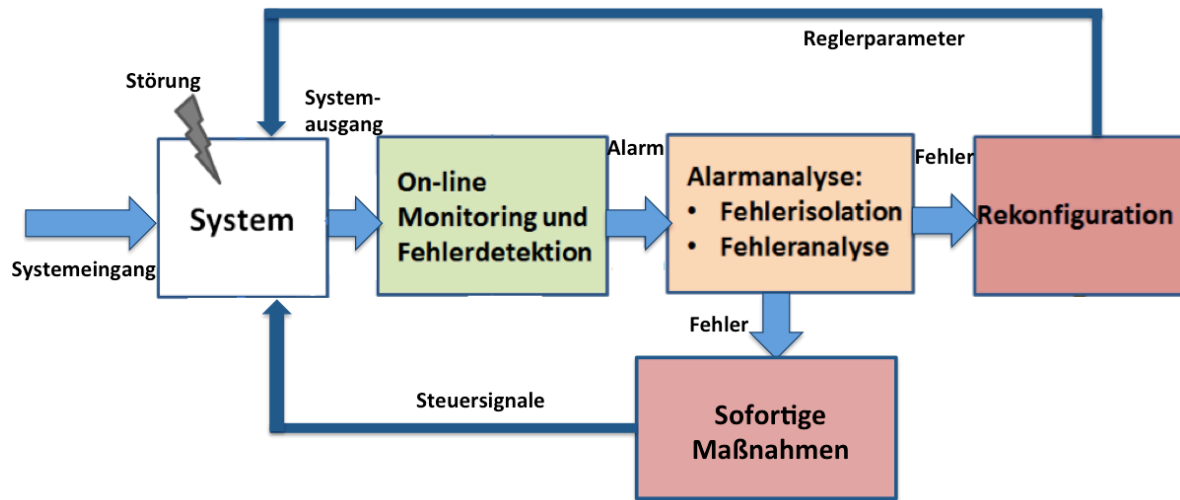 Reglerparameter
Störung
System-
ausgang
Alarm
Fehler
System
On-line
Monitoring und
Fehlerdetektion
Alarmanalyse:
• Fehlerisolation
• Fehleranalyse
Rekonfiguration
Systemeingang
Fehler
Steuersignale
Sofortige
Maßnahmen